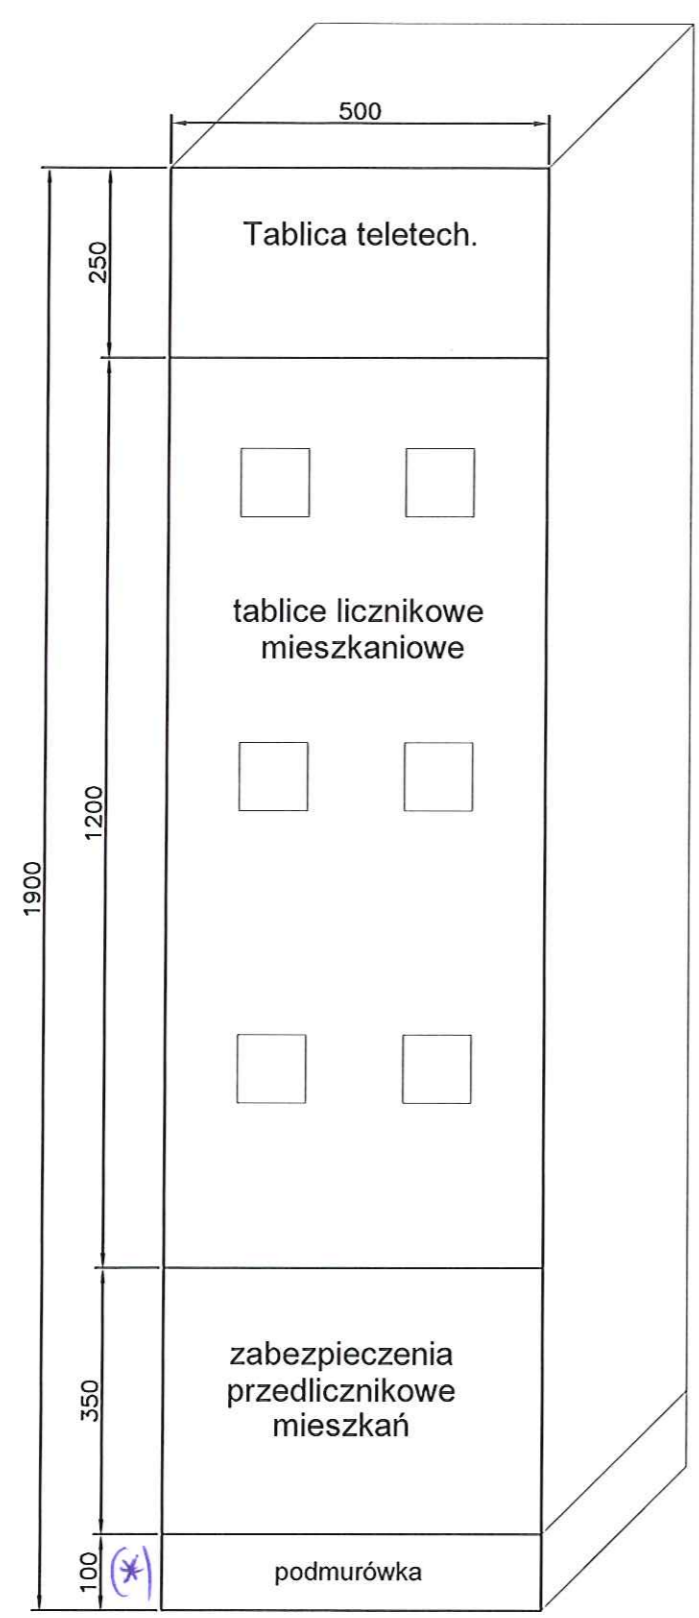 500
250
Tablica teletech.
tablice licznikowe
mieszkaniowe
1200
1900
zabezpieczenia
przedlicznikowe
mieszkań
350
100
(*)
podmurówka